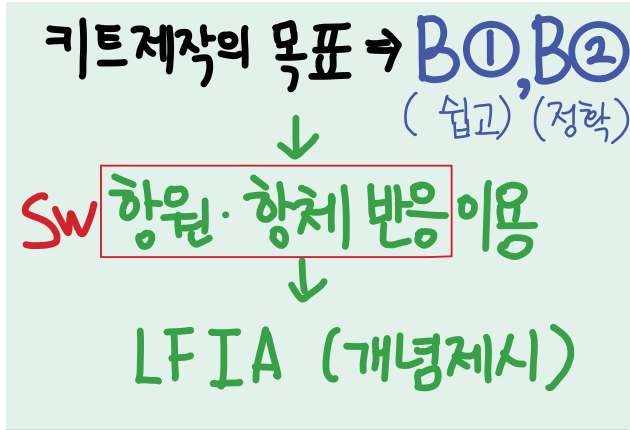 키트제작의 목표 → B①, B②
(쉽고) (정확)
↓
SW 항원·항체 반응이용
↓
LFIA (개념제시)